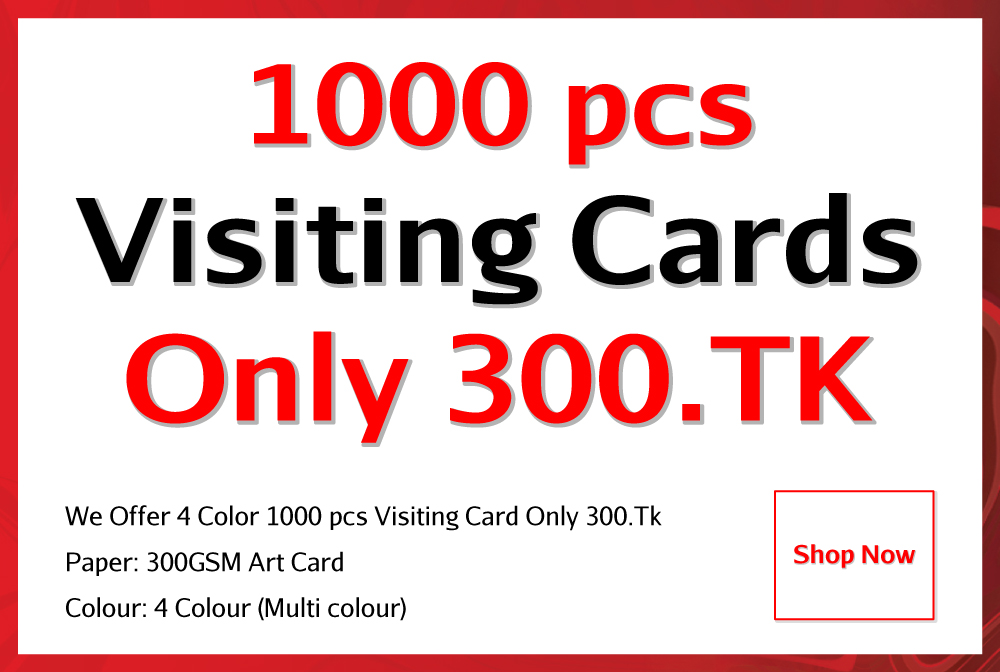 1000 pcs
Visiting Cards
Only 300.TK
We Offer 4 Color 1000 pcs Visiting Card Only 300.Tk
Paper: 300GSM Art Card
Colour: 4 Colour (Multi colour)
Shop Now